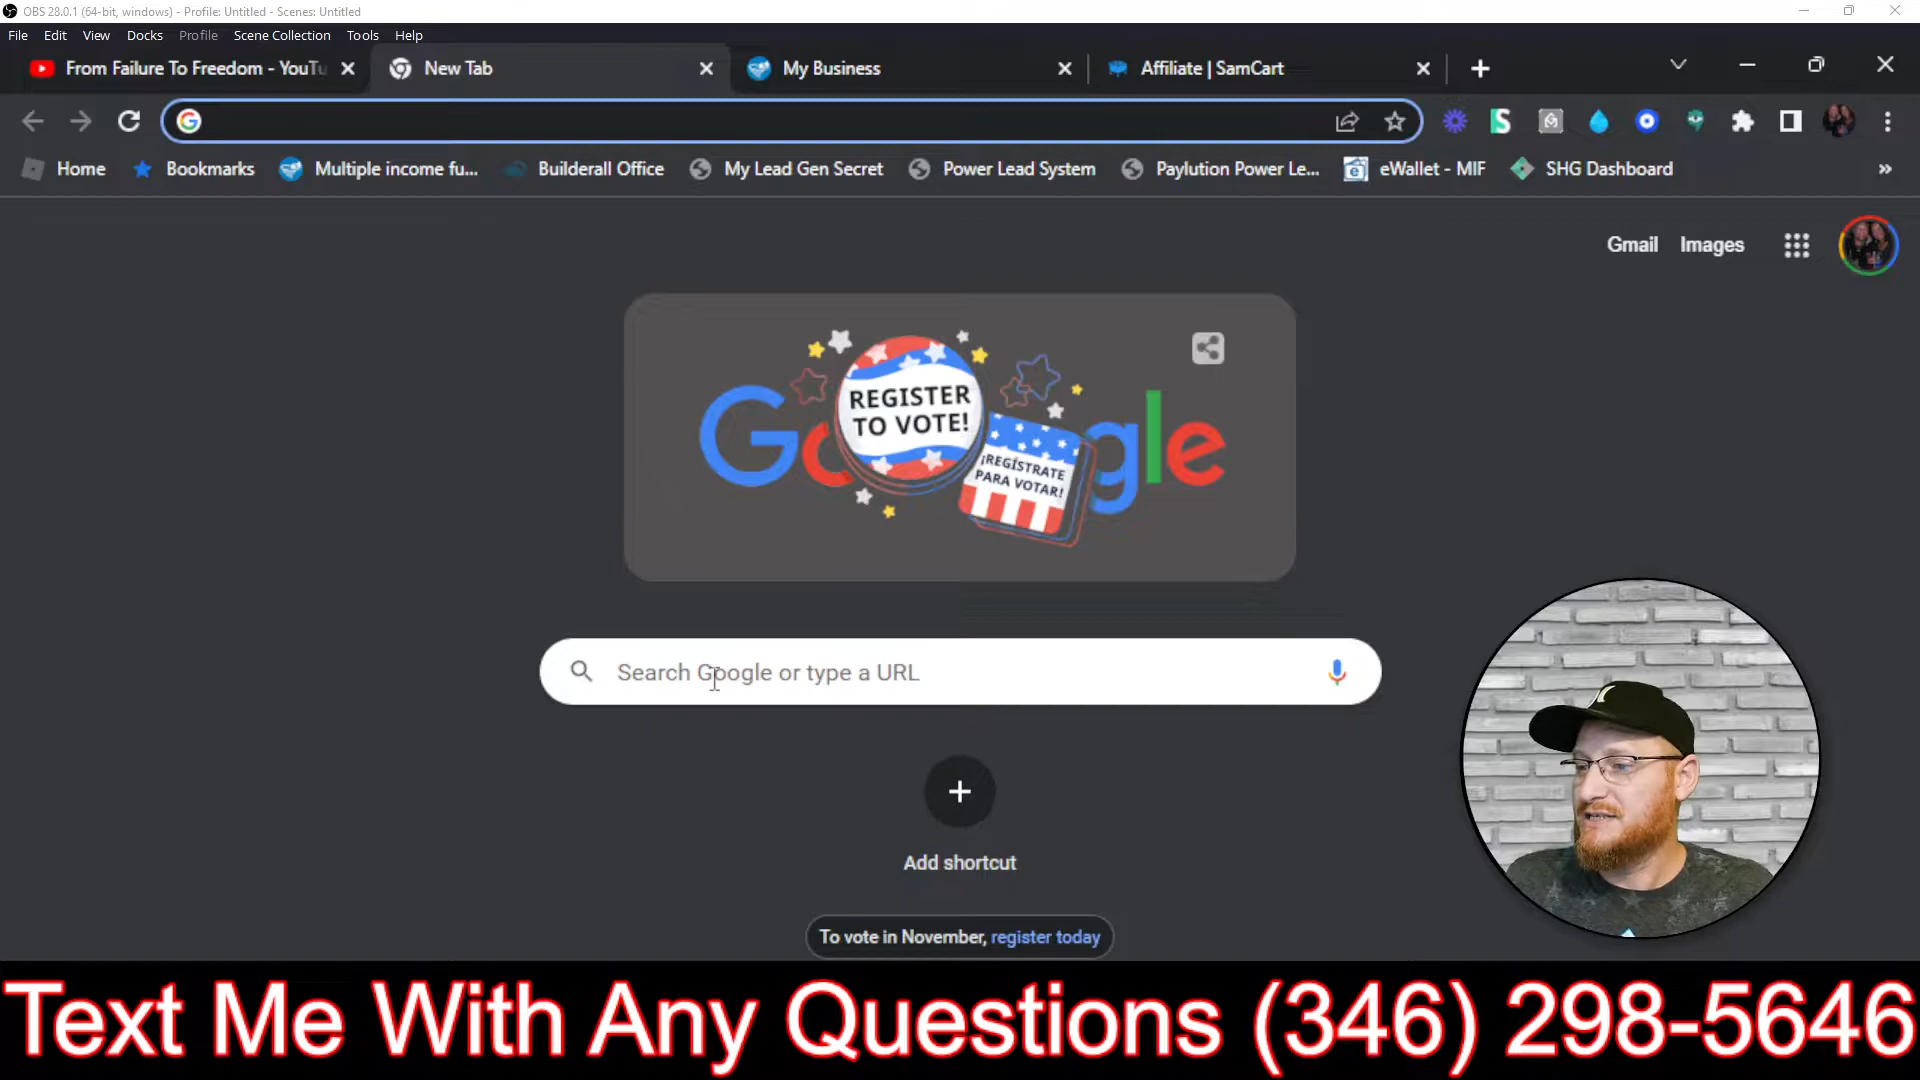 OBS 28.0.1 (64-bit, windows) - Profile: Untitled - Scenes: Untitled
File Edit View Docks Profile Scene Collection Tools Help
From Failure To Freedom - YouTu New Tab My Business Affiliate | SamCart
Home Bookmarks Multiple income fu... Builderall Office My Lead Gen Secret Power Lead System Paylution Power Le... eWallet - MIF SHG Dashboard »
Gmail Images
Google
REGISTER
TO VOTE!
¡REGÍSTRATE
PARA VOTAR!
Search Google or type a URL
Add shortcut
To vote in November, register today
Text Me With Any Questions (346) 298-5646